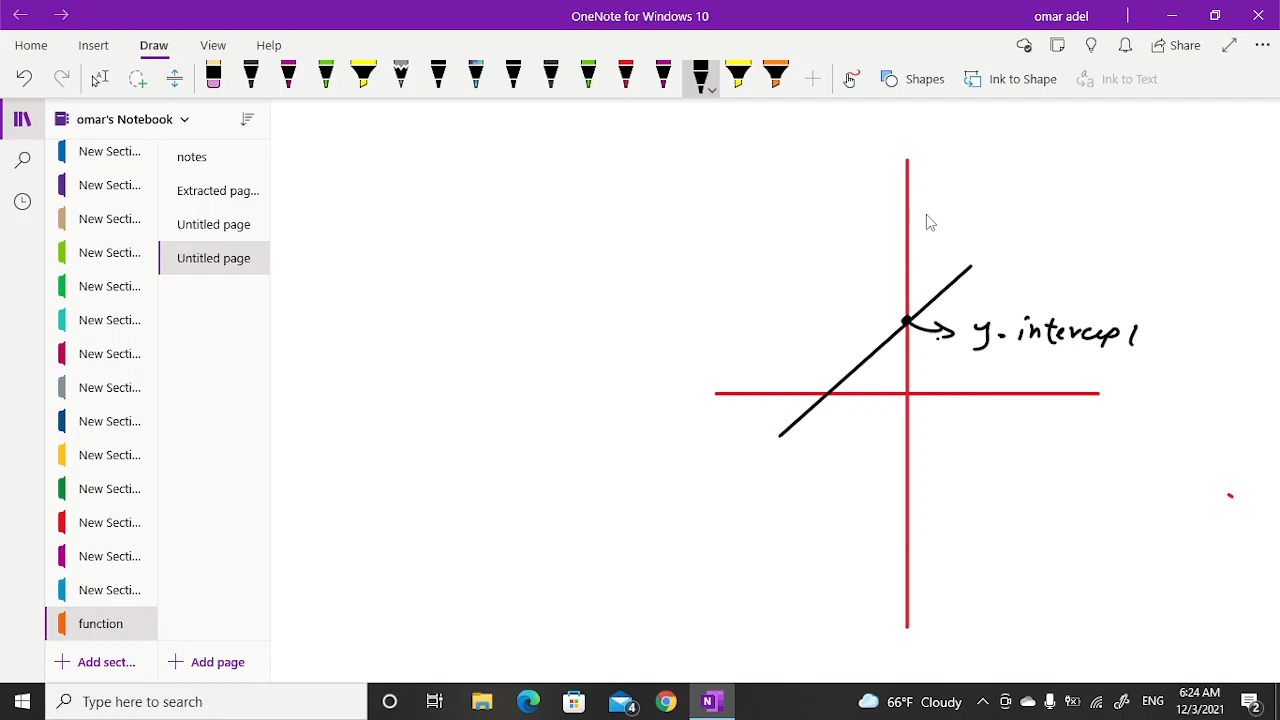 OneNote for Windows 10
omar adel
Home Insert Draw View Help
Share
Shapes
Ink to Shape
Ink to Text
omar's Notebook
New Secti...
New Secti...
New Secti...
New Secti...
New Secti...
New Secti...
New Secti...
New Secti...
New Secti...
New Secti...
New Secti...
New Secti...
New Secti...
New Secti...
function
Add sect...
notes
Extracted pag...
Untitled page
Untitled page
Add page
y. intercep
Type here to search
4
66°F Cloudy
ENG
6:24 AM
12/3/2021
2